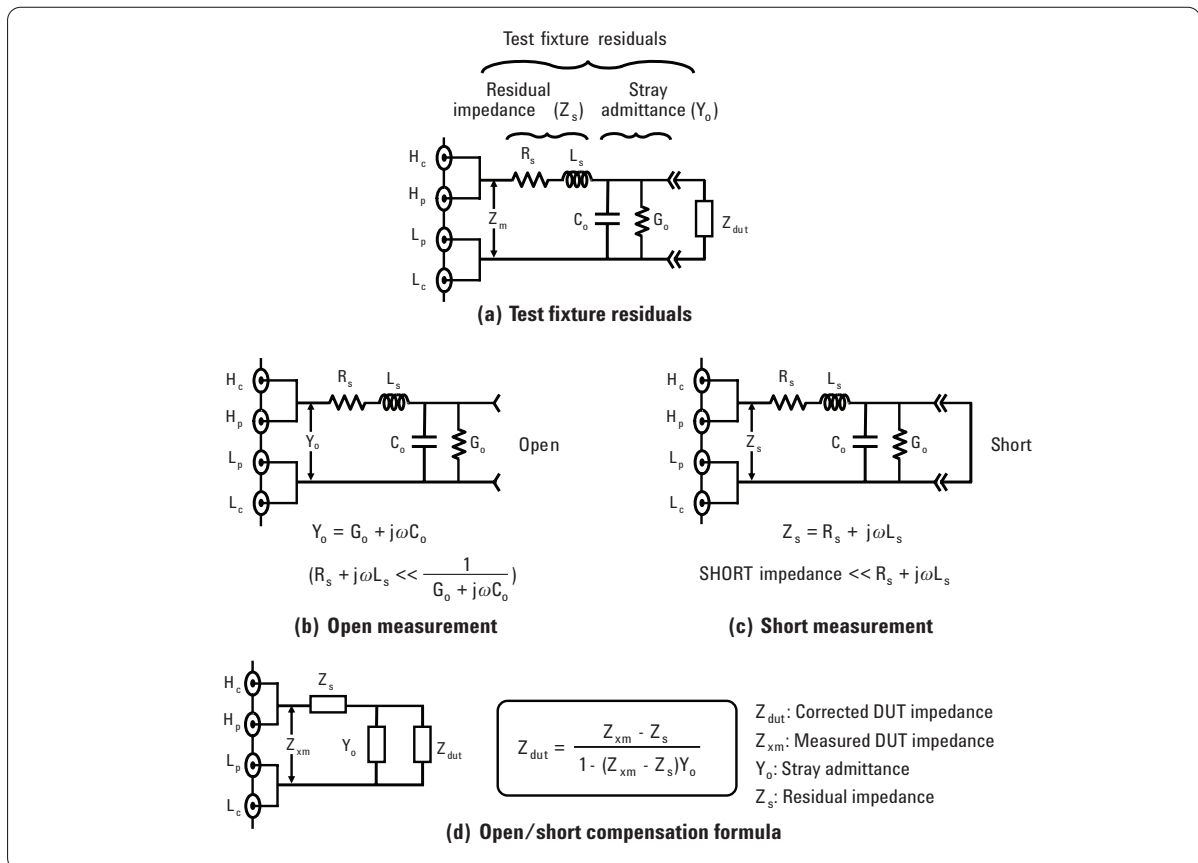 Test fixture residuals
Residual impedance (Zs)
Stray admittance (Yo)
Hc
Hp
Lp
Lc
Rs
Ls
Zm
Co
Go
Zdut
(a) Test fixture residuals
Hc
Hp
Lp
Lc
Rs
Ls
Yo
Co
Go
Open
Yo = Go + jωCo
(Rs + jωLs << 1 / (Go + jωCo))
(b) Open measurement
Hc
Hp
Lp
Lc
Rs
Ls
Zs
Co
Go
Short
Zs = Rs + jωLs
SHORT impedance << Rs + jωLs
(c) Short measurement
Hc
Hp
Lp
Lc
Zs
Zxm
Yo
Zdut
Zdut = (Zxm - Zs) / (1 - (Zxm - Zs)Yo)
Zdut: Corrected DUT impedance
Zxm: Measured DUT impedance
Yo: Stray admittance
Zs: Residual impedance
(d) Open/short compensation formula